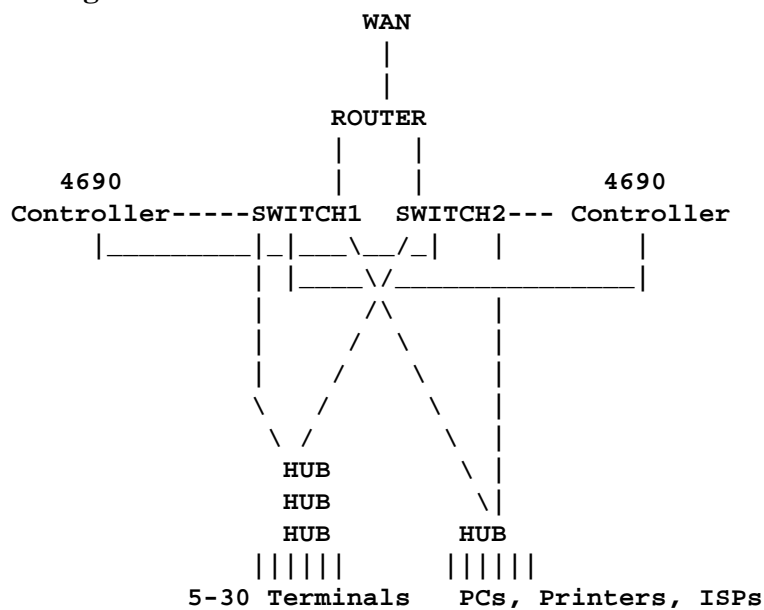 WAN
ROUTER
4690 4690
Controller-----SWITCH1 SWITCH2--- Controller
HUB
HUB
HUB HUB
5-30 Terminals PCs, Printers, ISPs